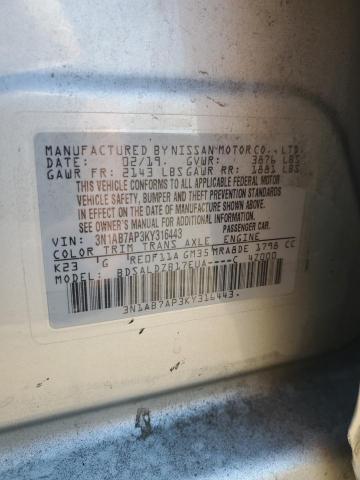 MANUFACTURED BY NISSAN MOTOR CO., LTD.
DATE: 02/19. GVWR: 3876 LBS
GAWR FR: 2143 LBS GAWR RR: 1881 LBS
THIS VEHICLE CONFORMS TO ALL APPLICABLE FEDERAL MOTOR
VEHICLE SAFETY, BUMPER AND THEFT PREVENTION STANDARDS
IN EFFECT ON THE DATE OF MANUFACTURE SHOWN ABOVE.
SEE OWNER'S MANUAL FOR ADDITIONAL INFORMATION.
VIN: 3N1AB7AP3KY316443 PASSENGER CAR.
COLOR TRIM TRANS AXLE ENGINE
K23 G RE0F11A GM35 MRA8DE 1798 CC
MODEL: BDSALDZB17EUA----C 47000
3N1AB7AP3KY316443.